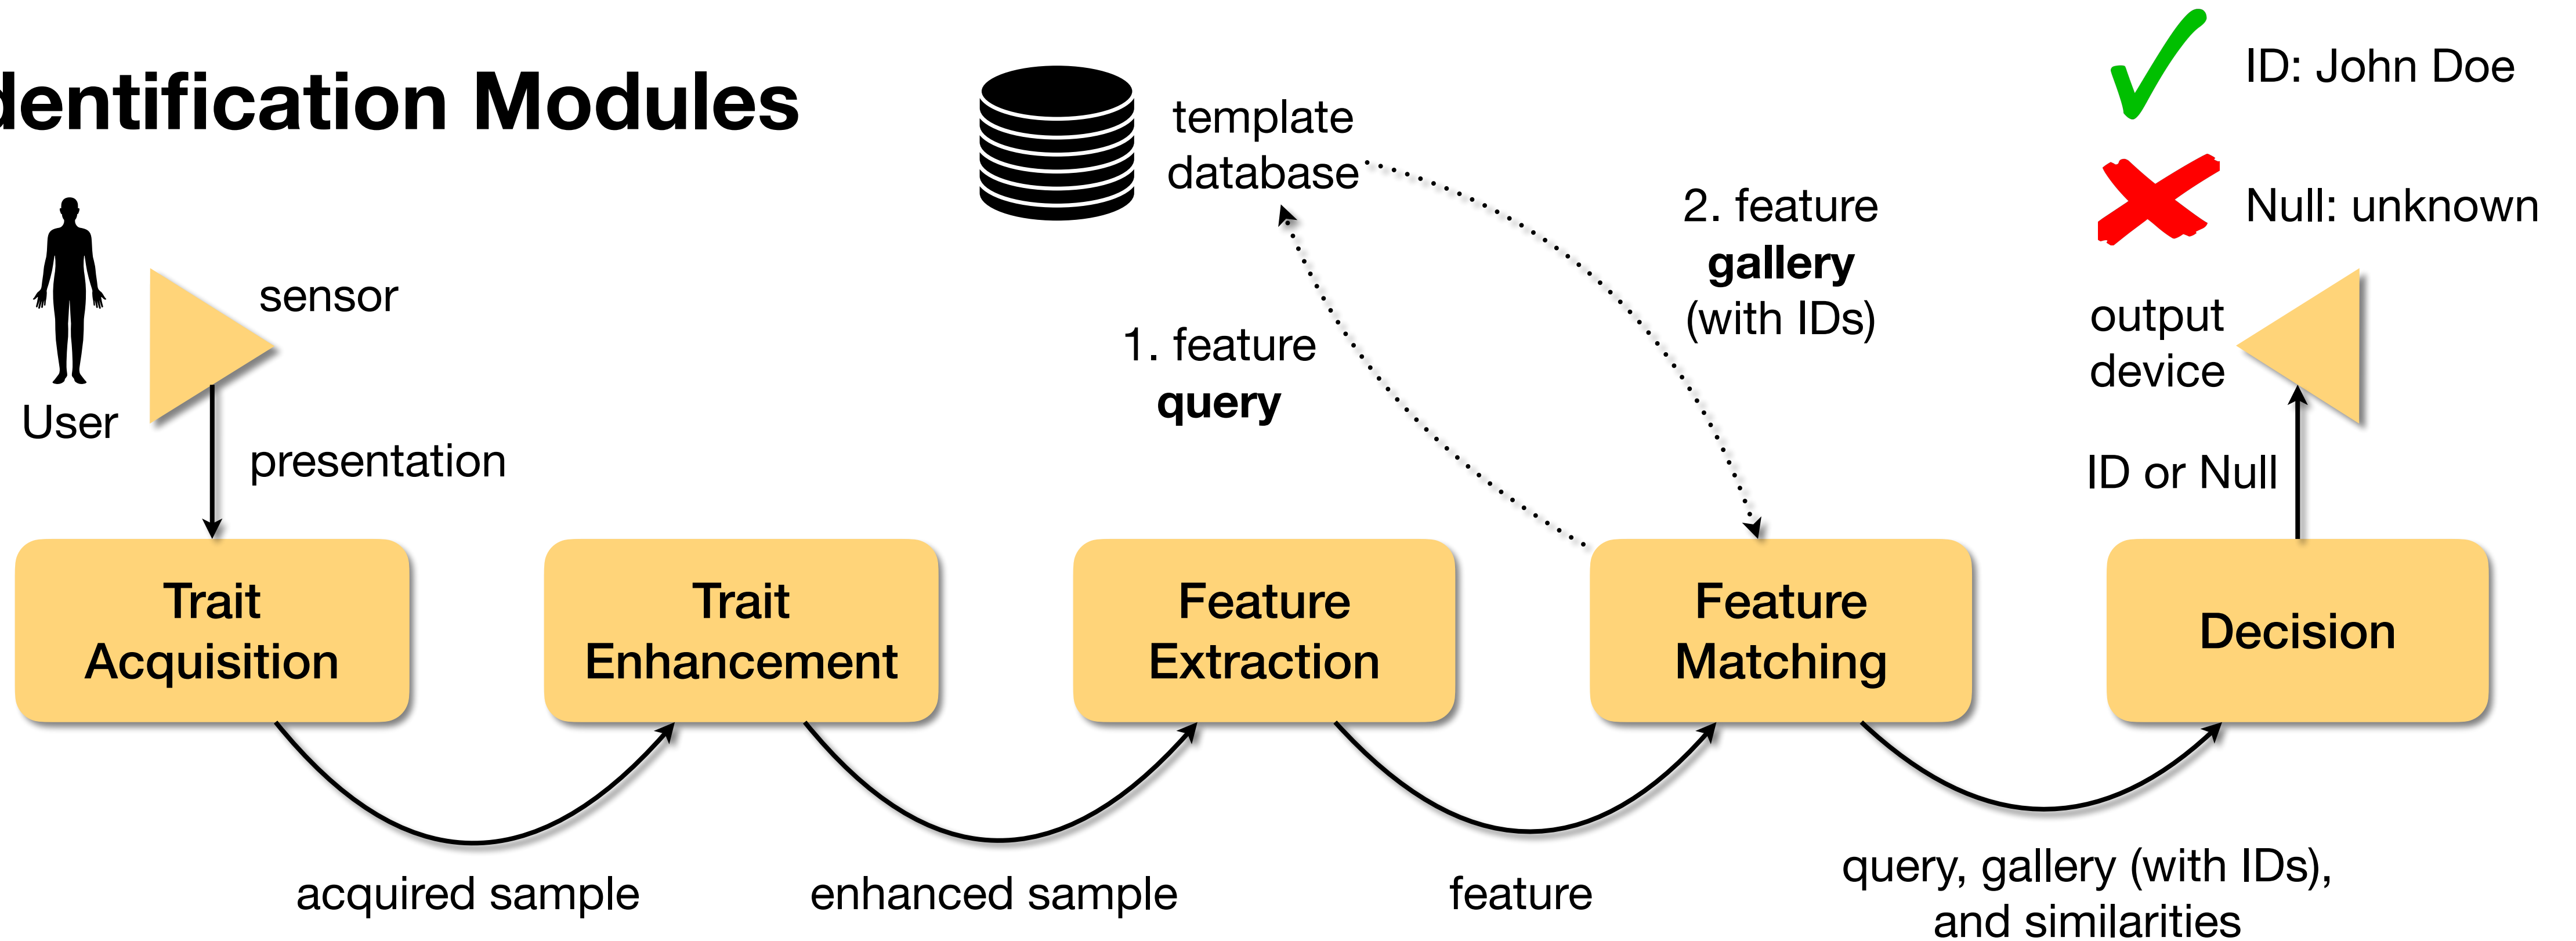 dentification Modules
template
database
ID: John Doe
Null: unknown
User
sensor
presentation
1. feature
query
2. feature
gallery
(with IDs)
output
device
ID or Null
Trait
Acquisition
Trait
Enhancement
Feature
Extraction
Feature
Matching
Decision
acquired sample
enhanced sample
feature
query, gallery (with IDs),
and similarities